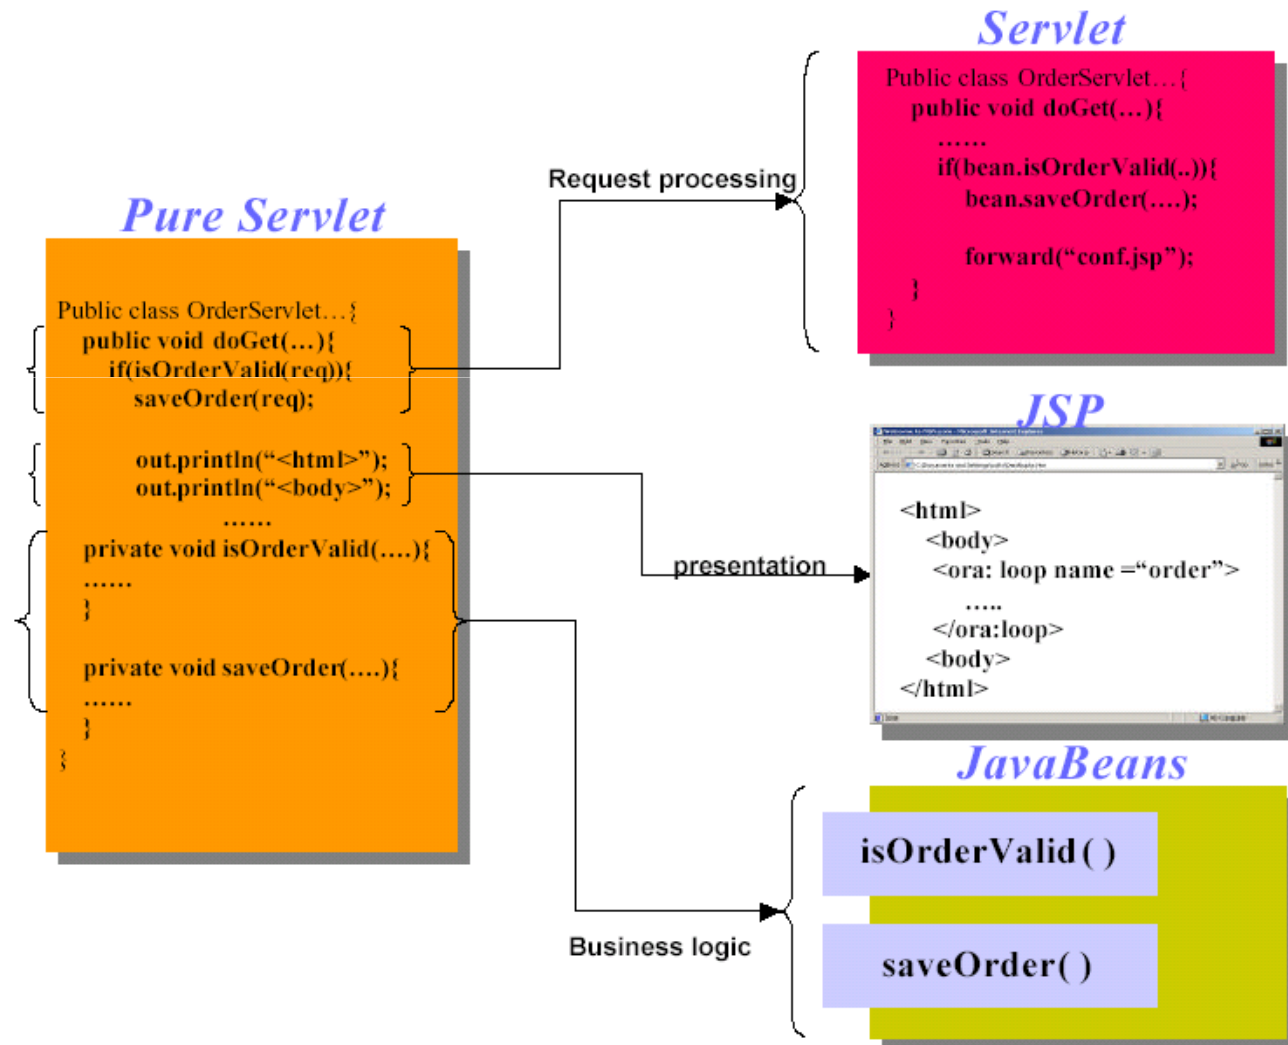 Pure Servlet
Public class OrderServlet…{
public void doGet(…){
if(isOrderValid(req)){
saveOrder(req);
out.println(“<html>”);
out.println(“<body>”);
……
private void isOrderValid(….){
……
}
private void saveOrder(….){
……
}
}
Request processing
presentation
Business logic
Servlet
Public class OrderServlet…{
public void doGet(…){
……
if(bean.isOrderValid(..)){
bean.saveOrder(….);
forward(“conf.jsp”);
}
}
JSP
<html>
<body>
<ora: loop name =“order”>
…..
</ora:loop>
<body>
</html>
JavaBeans
isOrderValid( )
saveOrder( )